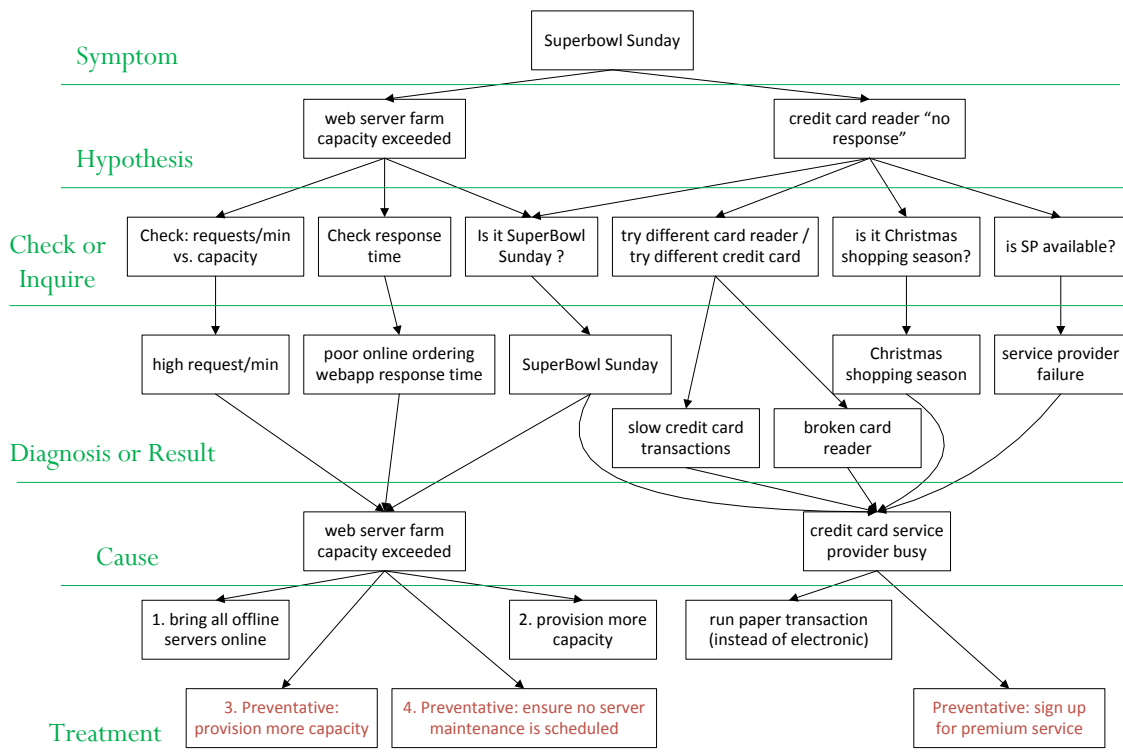 Superbowl Sunday
Symptom
web server farm
capacity exceeded
credit card reader “no
response”
Hypothesis
Check: requests/min
vs. capacity
Check response
time
Is it SuperBowl
Sunday ?
try different card reader /
try different credit card
is it Christmas
shopping season?
is SP available?
Check or
Inquire
high request/min
poor online ordering
webapp response time
SuperBowl Sunday
Christmas
shopping season
service provider
failure
slow credit card
transactions
broken card
reader
Diagnosis or Result
web server farm
capacity exceeded
credit card service
provider busy
Cause
1. bring all offline
servers online
2. provision more
capacity
run paper transaction
(instead of electronic)
3. Preventative:
provision more capacity
4. Preventative: ensure no server
maintenance is scheduled
Preventative: sign up
for premium service
Treatment